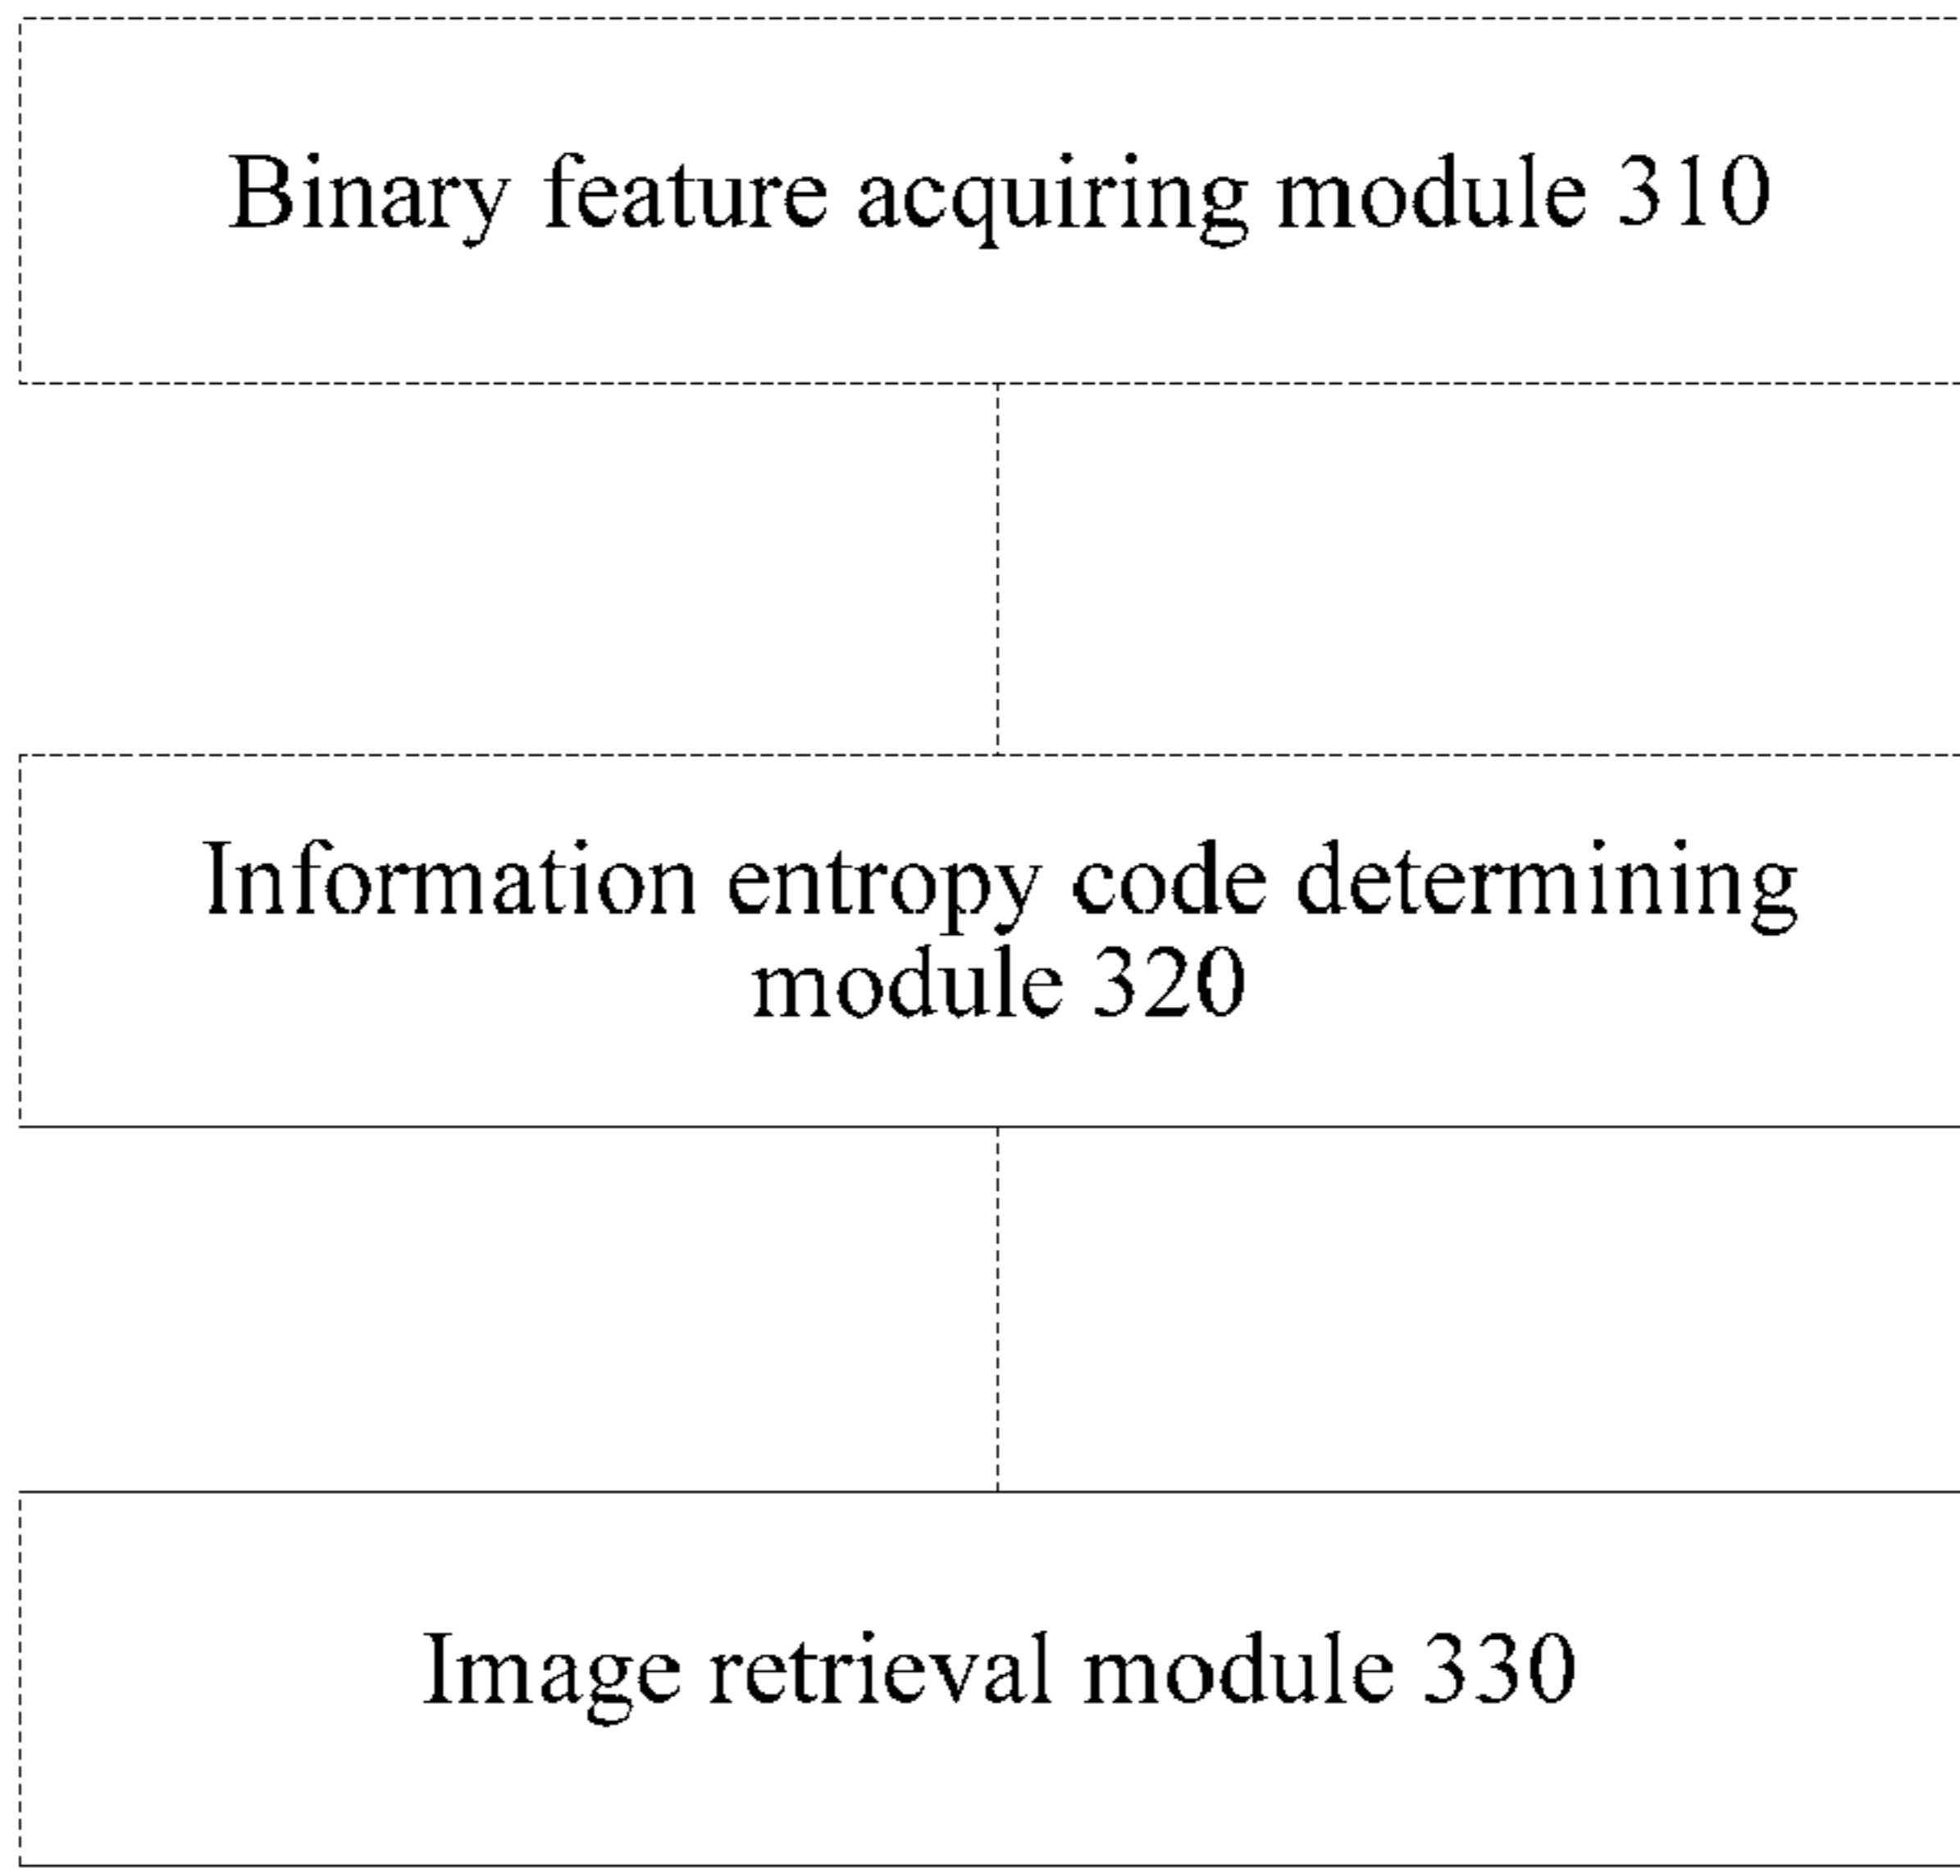 Binary feature acquiring module 310
Information entropy code determining
module 320
Image retrieval module 330